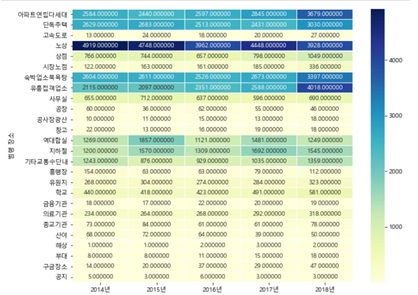 아파트연립다세대 2584.000000 2440.000000 2597.000000 2845.000000 3679.000000
단독주택 2629.000000 2683.000000 2513.000000 2431.000000 3030.000000
고속도로 13.000000 24.000000 18.000000 20.000000 27.000000
노상 4919.000000 4748.000000 3962.000000 4448.000000 3928.000000
상점 766.000000 744.000000 657.000000 798.000000 1049.000000
시장노점 122.000000 163.000000 161.000000 185.000000 336.000000
숙박업소목욕탕 2604.000000 2611.000000 2526.000000 2673.000000 3397.000000
유흥접객업소 2115.000000 2097.000000 2351.000000 2588.000000 4018.000000
사무실 655.000000 712.000000 637.000000 596.000000 690.000000
공장 60.000000 36.000000 62.000000 55.000000 46.000000
공사장광산 10.000000 11.000000 15.000000 13.000000 18.000000
창고 22.000000 13.000000 16.000000 19.000000 18.000000
역대합실 1269.000000 1857.000000 1121.000000 1481.000000 1249.000000
지하철 1200.000000 1570.000000 1309.000000 1692.000000 1545.000000
기타교통수단내 1243.000000 876.000000 929.000000 1035.000000 1359.000000
흥행장 154.000000 63.000000 63.000000 79.000000 112.000000
유원지 268.000000 304.000000 274.000000 284.000000 323.000000
학교 440.000000 418.000000 423.000000 491.000000 581.000000
금융기관 18.000000 17.000000 22.000000 20.000000 19.000000
의료기관 234.000000 264.000000 268.000000 292.000000 318.000000
종교기관 73.000000 84.000000 61.000000 81.000000 78.000000
산야 68.000000 72.000000 64.000000 39.000000 50.000000
해상 1.000000 1.000000 3.000000 3.000000 2.000000
부대 8.000000 8.000000 11.000000 15.000000 18.000000
구금장소 14.000000 20.000000 37.000000 29.000000 47.000000
공지 5.000000 3.000000 6.000000 3.000000 3.000000
2014년 2015년 2016년 2017년 2018년
범행장소
4000
3000
2000
1000